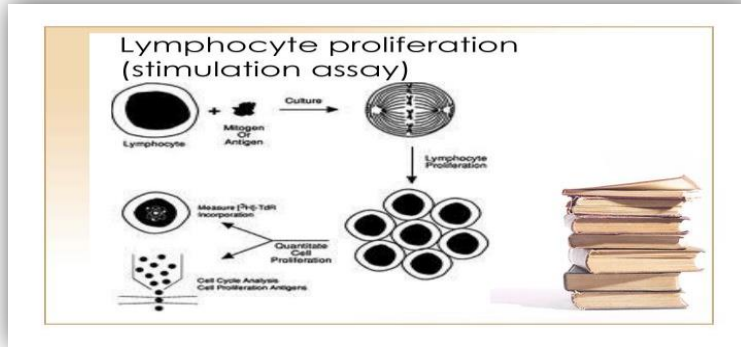 Lymphocyte proliferation
(stimulation assay)
Lymphocyte
+
Mitogen
Or
Antigen
Culture
Lymphocyte
Proliferation
Measure [³H]-TdR
Incorporation
Quantitate
Cell
Proliferation
Cell Cycle Analysis
Cell Proliferation Antigens